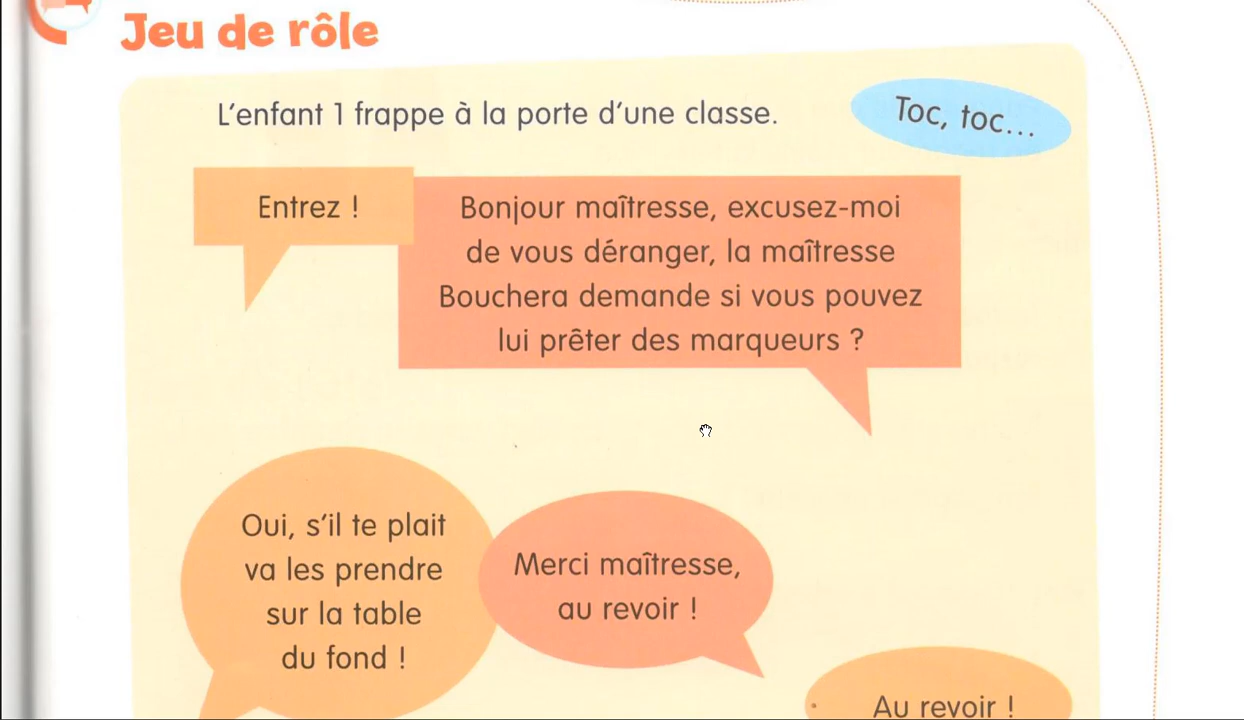 Jeu de rôle
L'enfant 1 frappe à la porte d'une classe.
Toc, toc...
Entrez !
Bonjour maîtresse, excusez-moi
de vous déranger, la maîtresse
Bouchera demande si vous pouvez
lui prêter des marqueurs ?
Oui, s'il te plait
va les prendre
sur la table
du fond !
Merci maîtresse,
au revoir !
Au revoir !